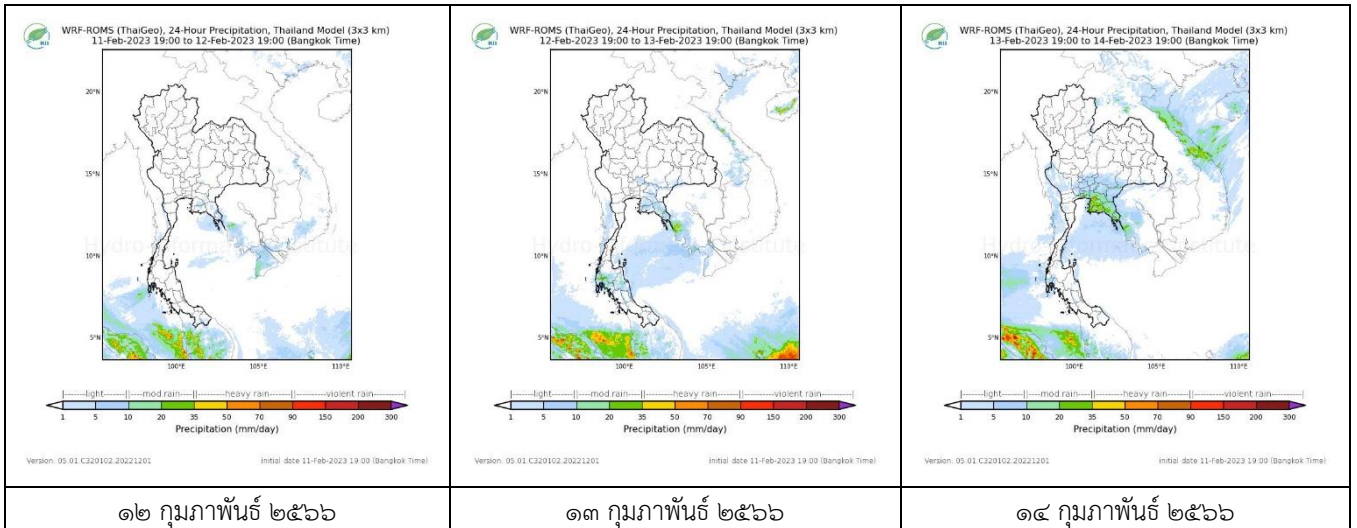 WRF-ROMS (ThaiGeo), 24-Hour Precipitation, Thailand Model (3x3 km)
11-Feb-2023 19:00 to 12-Feb-2023 19:00 (Bangkok Time)
HII
20°N
15°N
10°N
5°N
100°E 105°E 110°E
Hydro Informatics Institute
|-------light-------||---mod rain---||------heavy rain------||------violent rain------|
1 5 10 20 35 50 70 90 150 200 300
Precipitation (mm/day)
Version: 05.01.C320102.20221201 initial date 11-Feb-2023 19:00 (Bangkok Time)
๑๒ กุมภาพันธ์ ๒๕๖๖
WRF-ROMS (ThaiGeo), 24-Hour Precipitation, Thailand Model (3x3 km)
12-Feb-2023 19:00 to 13-Feb-2023 19:00 (Bangkok Time)
HII
20°N
15°N
10°N
5°N
100°E 105°E 110°E
Hydro Informatics Institute
|-------light-------||---mod rain---||------heavy rain------||------violent rain------|
1 5 10 20 35 50 70 90 150 200 300
Precipitation (mm/day)
Version: 05.01.C320102.20221201 initial date 11-Feb-2023 19:00 (Bangkok Time)
๑๓ กุมภาพันธ์ ๒๕๖๖
WRF-ROMS (ThaiGeo), 24-Hour Precipitation, Thailand Model (3x3 km)
13-Feb-2023 19:00 to 14-Feb-2023 19:00 (Bangkok Time)
HII
20°N
15°N
10°N
5°N
100°E 105°E 110°E
Hydro Informatics Institute
|-------light-------||---mod rain---||------heavy rain------||------violent rain------|
1 5 10 20 35 50 70 90 150 200 300
Precipitation (mm/day)
Version: 05.01.C320102.20221201 initial date 11-Feb-2023 19:00 (Bangkok Time)
๑๔ กุมภาพันธ์ ๒๕๖๖